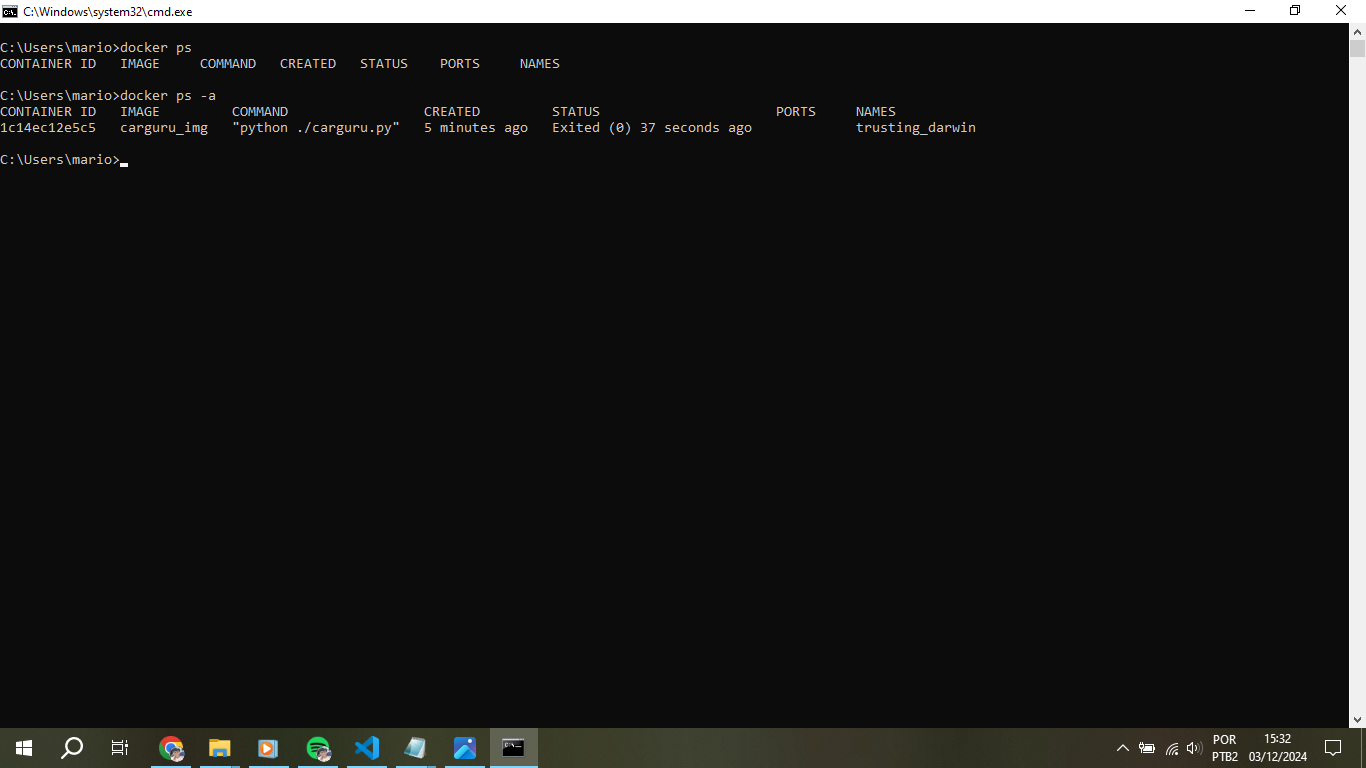 C:\Windows\system32\cmd.exe
C:\Users\mario>docker ps
CONTAINER ID   IMAGE     COMMAND   CREATED   STATUS    PORTS     NAMES
C:\Users\mario>docker ps -a
CONTAINER ID   IMAGE         COMMAND                 CREATED         STATUS                      PORTS     NAMES
1c14ec12e5c5   carguru_img   "python ./carguru.py"   5 minutes ago   Exited (0) 37 seconds ago             trusting_darwin
C:\Users\mario>
POR 15:32
PTB2 03/12/2024